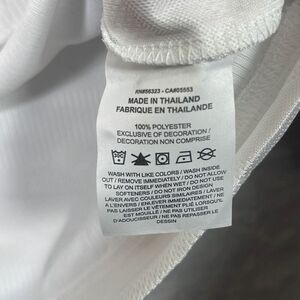 RN#56323 - CA#05553
MADE IN THAILAND
FABRIQUE EN THAILANDE
100% POLYESTER
EXCLUSIVE OF DECORATION /
DECORATION NON COMPRISE
WASH WITH LIKE COLORS / WASH INSIDE
OUT / REMOVE IMMEDIATELY / DO NOT ALLOW
TO LAY ON ITSELF WHEN WET / DO NOT USE
SOFTENERS / DO NOT IRON DESIGN
LAVER AVEC COULEURS SIMILAIRES / LAVER
À L'ENVERS / ENLEVER IMMÉDIATEMENT / NE
PAS LAISSER LE VÊTEMENT PLIÉ LORSQU'IL
EST MOUILLÉ / NE PAS UTILISER
D'ADOUCISSEUR / NE PAS REPASSER LE
DESSIN